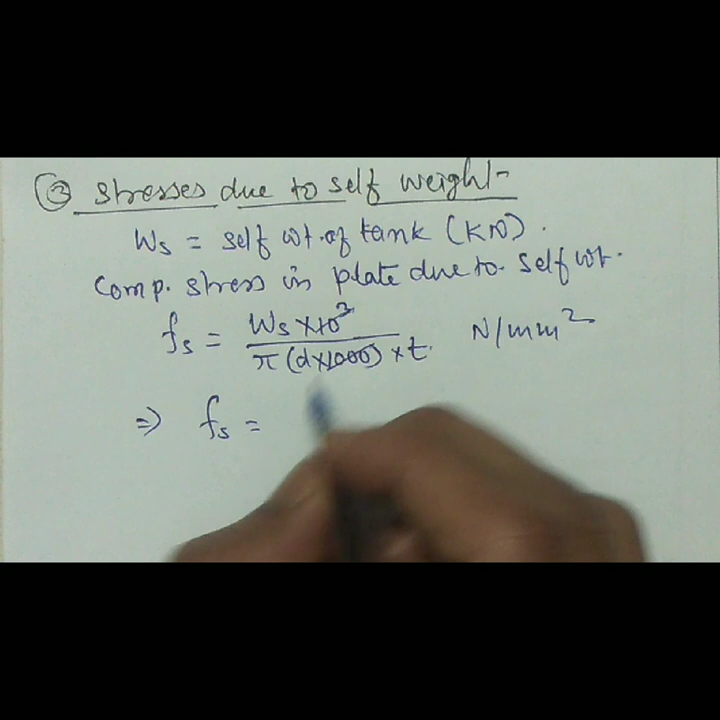 ③ Stresses due to self weight-
Ws = self wt. of tank (KN).
Comp. stress in plate due to self wt.
fs = Ws×10³ / π(d×1000)×t. N/mm²
⇒ fs =